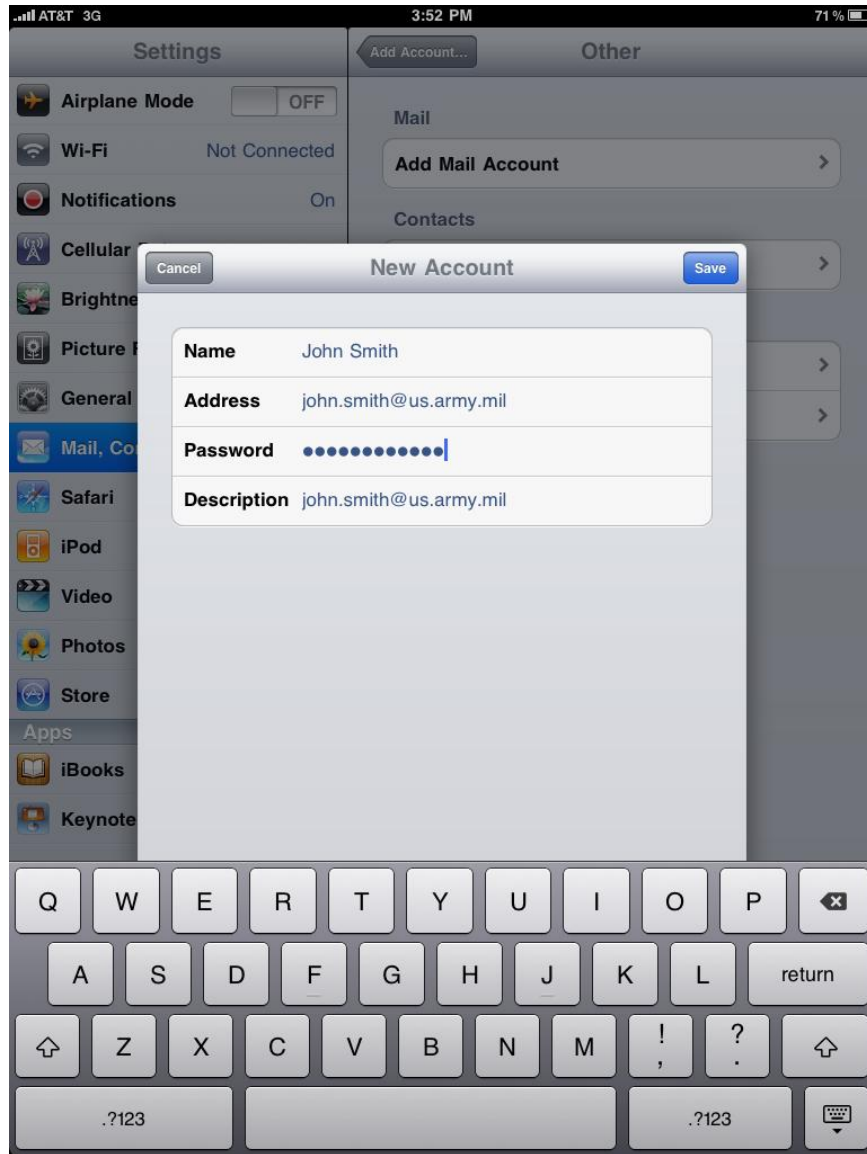 AT&T 3G 3:52 PM 71 %
Settings
Add Account... Other
Airplane Mode OFF
Mail
Wi-Fi Not Connected
Add Mail Account
Notifications On
Contacts
Cellular
Cancel New Account Save
Brightne
Picture F
Name John Smith
General
Address john.smith@us.army.mil
Mail, Co
Password ●●●●●●●●●●●●
Safari
Description john.smith@us.army.mil
iPod
Video
Photos
Store
Apps
iBooks
Keynote
Q W E R T Y U I O P
A S D F G H J K L return
Z X C V B N M ! , ? .
.?123 .?123